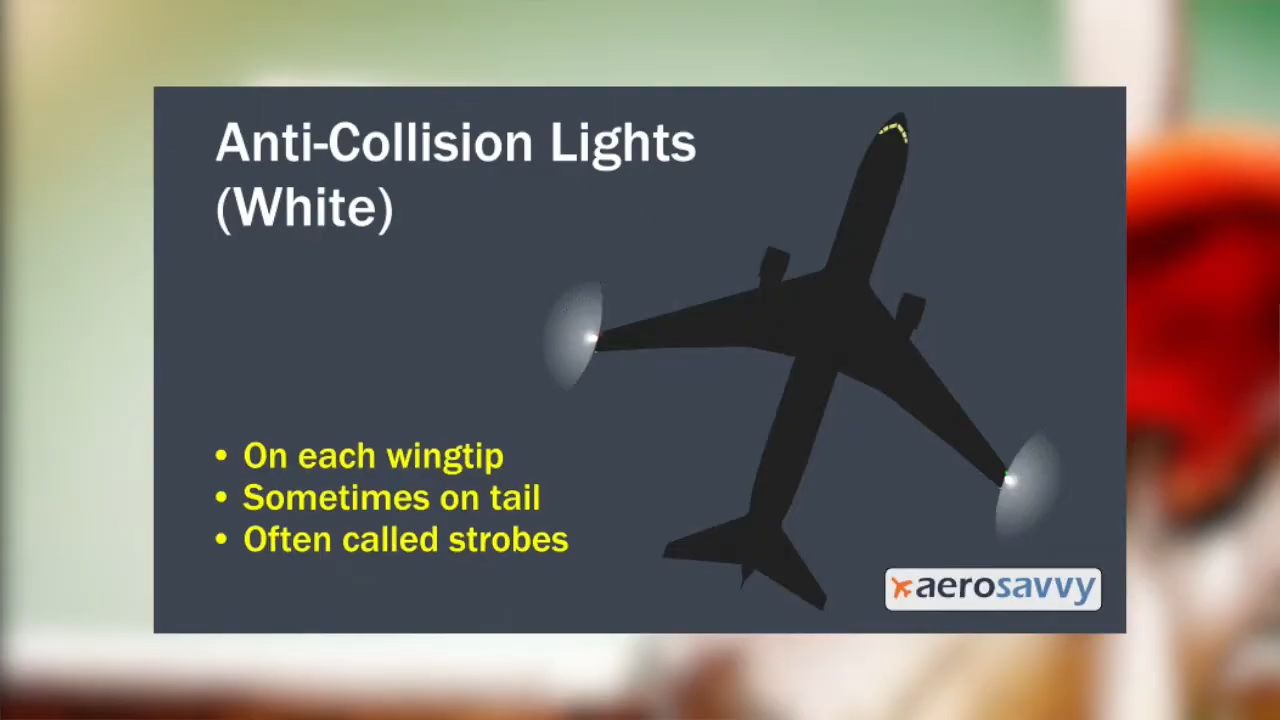 Anti-Collision Lights
(White)
• On each wingtip
• Sometimes on tail
• Often called strobes
aerosavvy